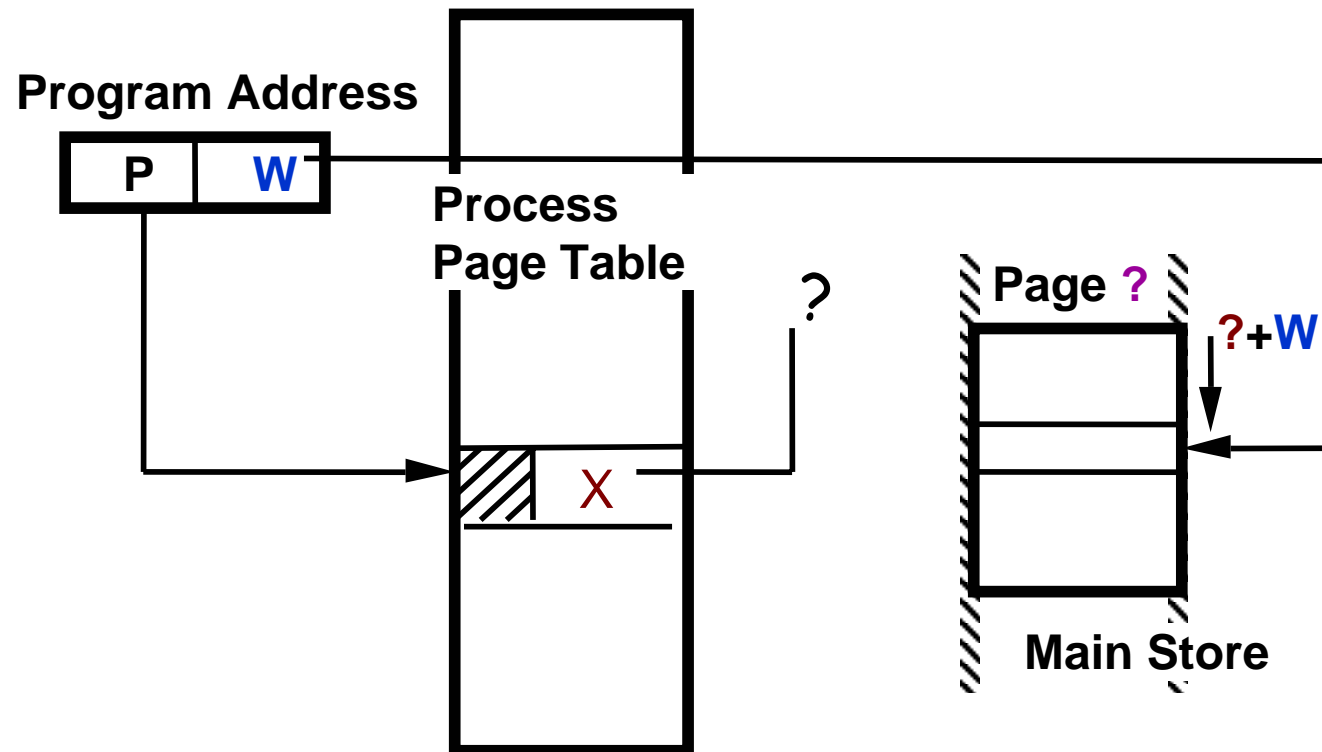 Program Address
P W
Process
Page Table
?
Page ?
?+W
X
Main Store